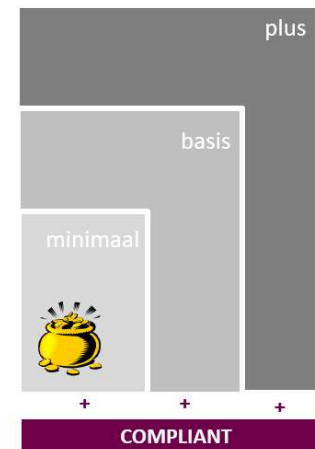 plus
basis
minimaal
+ + +
COMPLIANT